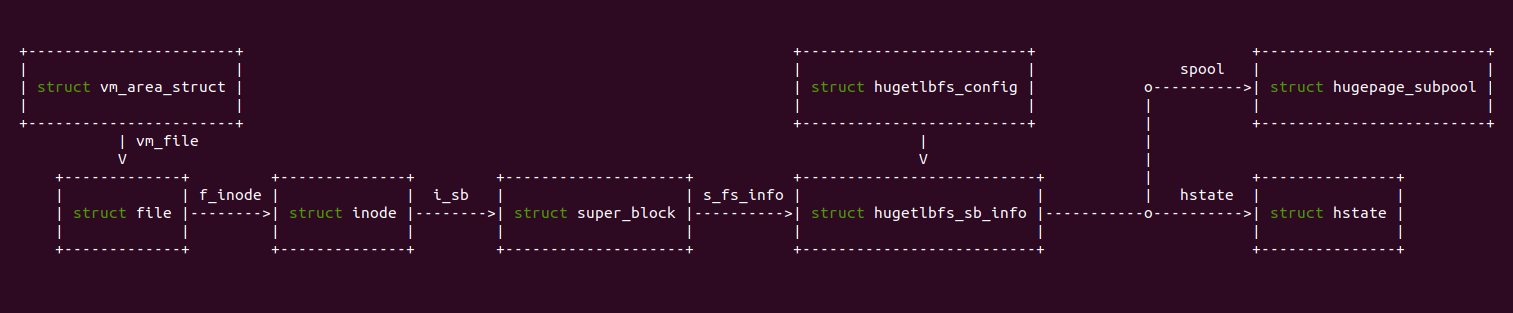 struct vm_area_struct
struct hugetlbfs_config
spool
struct hugepage_subpool
vm_file
V
V
struct file
f_inode
struct inode
i_sb
struct super_block
s_fs_info
struct hugetlbfs_sb_info
hstate
struct hstate